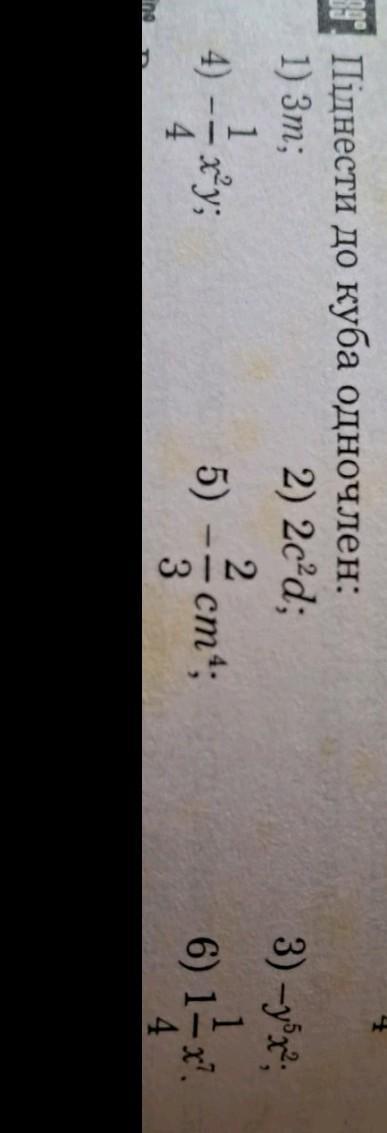 89°. Піднести до куба одночлен:
1) 3m; 2) 2c²d; 3) −y⁵x²;
4) −1/4 x²y; 5) −2/3 cm⁴; 6) 1 1/4 x⁷.